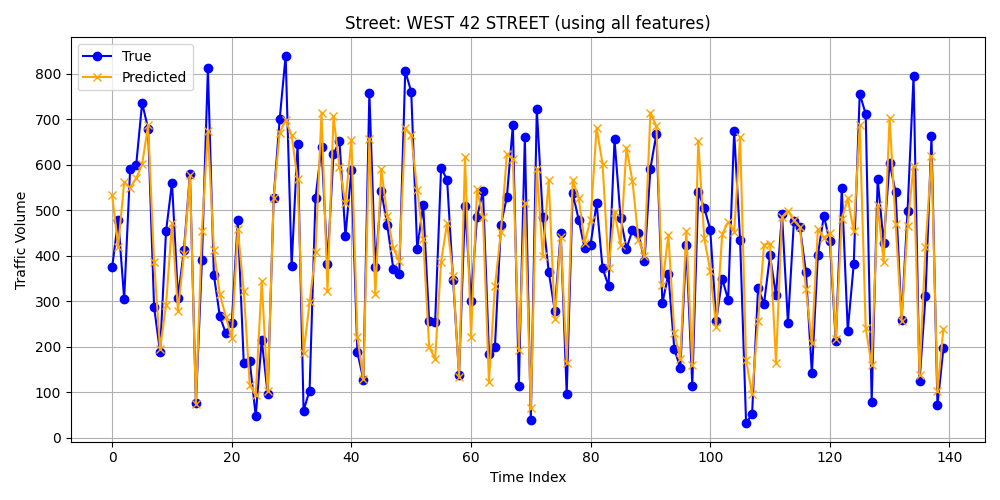 Street: WEST 42 STREET (using all features)
True
Predicted
Traffic Volume
800
700
600
500
400
300
200
100
0
0 20 40 60 80 100 120 140
Time Index